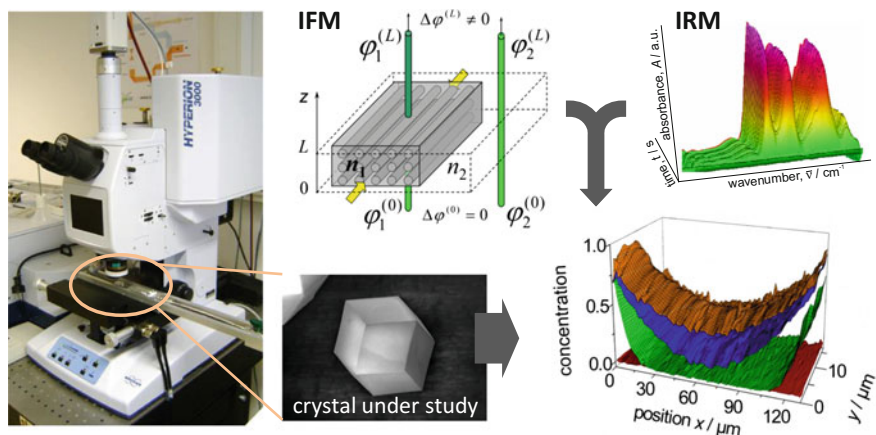 HYPERION
3000
IFM
Δφ⁽ᴸ⁾ ≠ 0
φ₁⁽ᴸ⁾
φ₂⁽ᴸ⁾
z
L
0
n₁
n₂
φ₁⁽⁰⁾
Δφ⁽⁰⁾ = 0
φ₂⁽⁰⁾
IRM
absorbance, A / a.u.
time, t / s
wavenumber, ṽ / cm⁻¹
crystal under study
concentration
1.0
0.5
0.0
0
30
60
90
120
position x / µm
0
10
y / µm